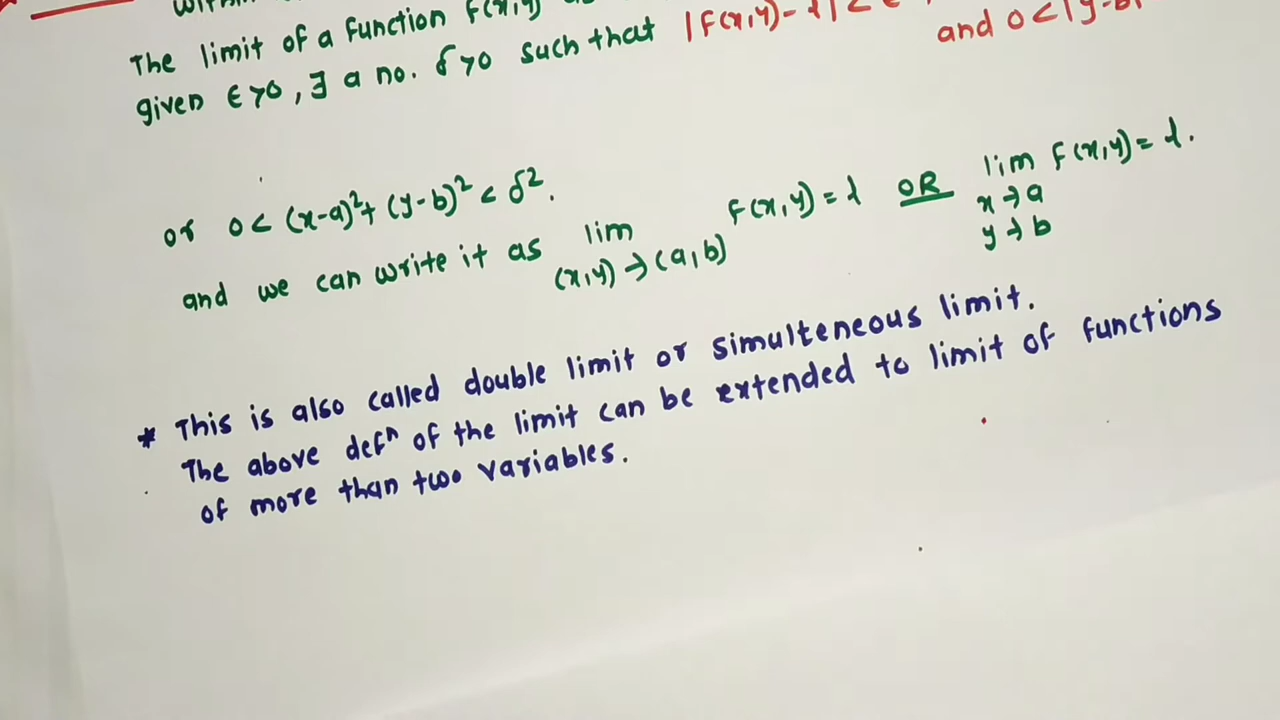 The limit of a function f(x,y)
given ϵ>0, ∃ a no. δ>0 such that |f(x,y)-l|<ϵ
and 0<|y-b|
or 0< (x-a)²+ (y-b)² < δ².
and we can write it as lim (x,y)→(a,b) f(x,y)=l OR lim x→a y→b f(x,y)=l.
* This is also called double limit or simulteneous limit.
The above defⁿ of the limit can be extended to limit of functions
of more than two variables.